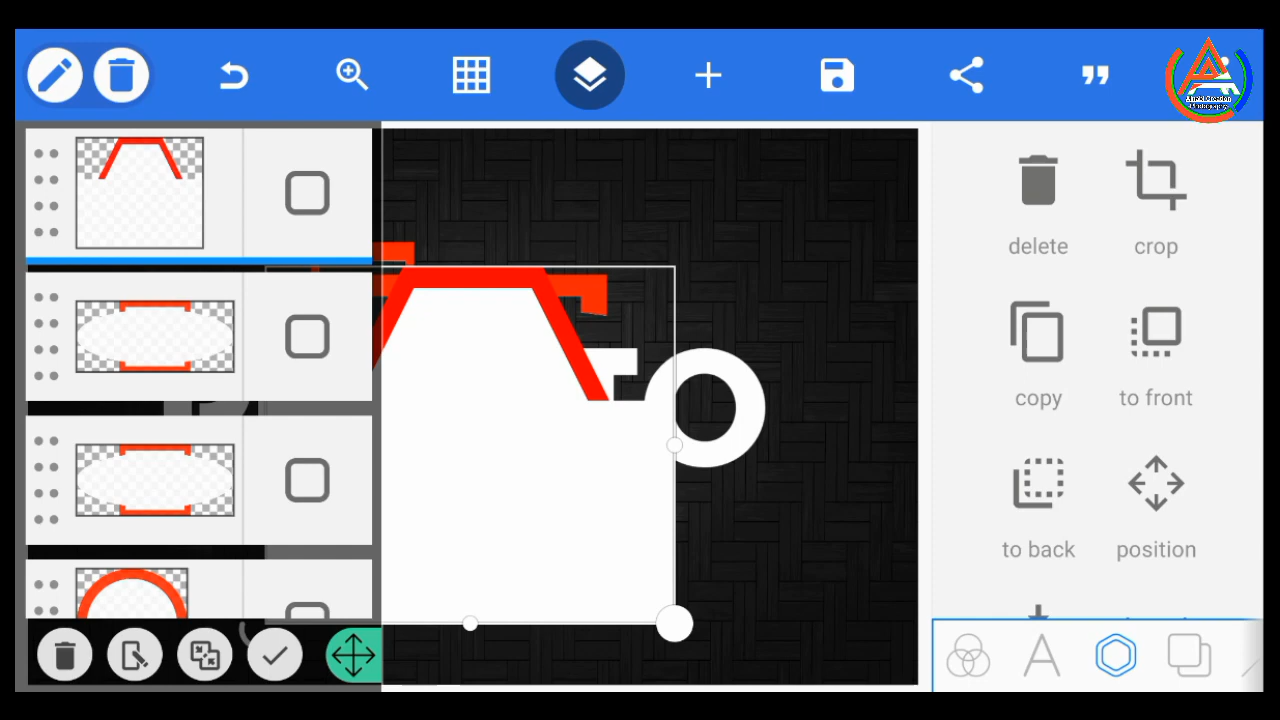 delete
crop
copy
to front
to back
position
A